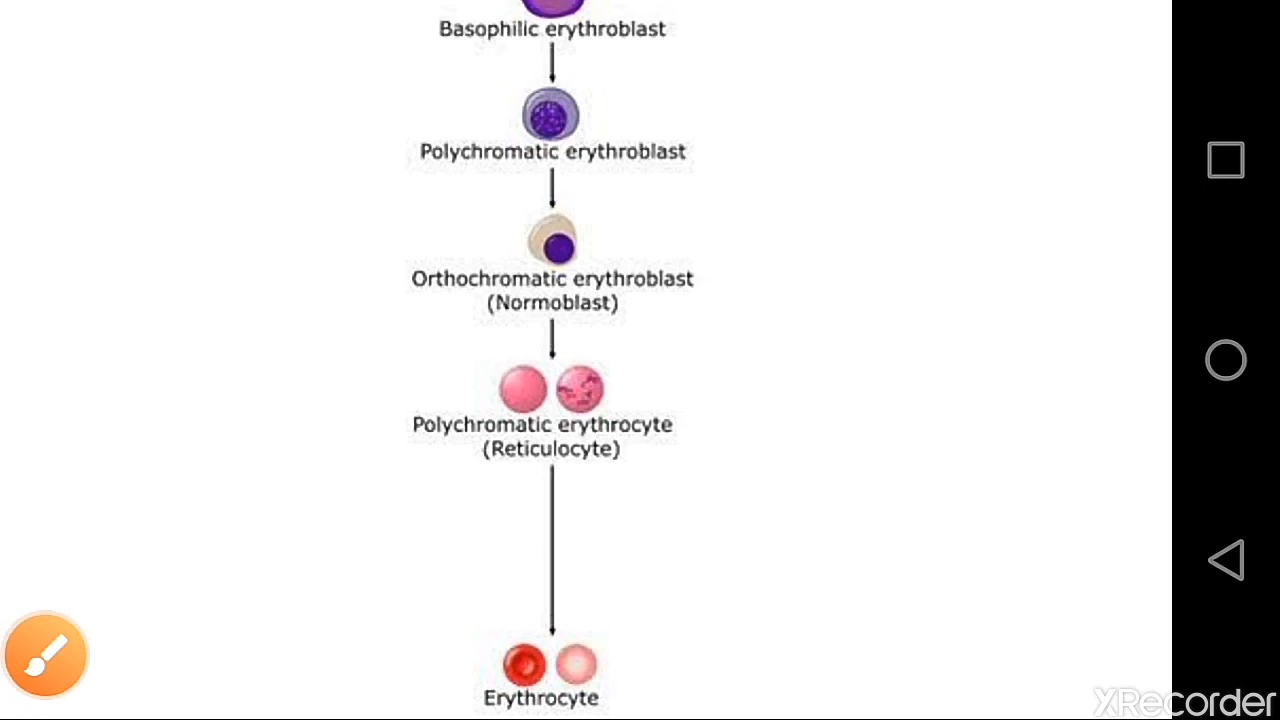 Basophilic erythroblast
Polychromatic erythroblast
Orthochromatic erythroblast
(Normoblast)
Polychromatic erythrocyte
(Reticulocyte)
Erythrocyte
XRecorder